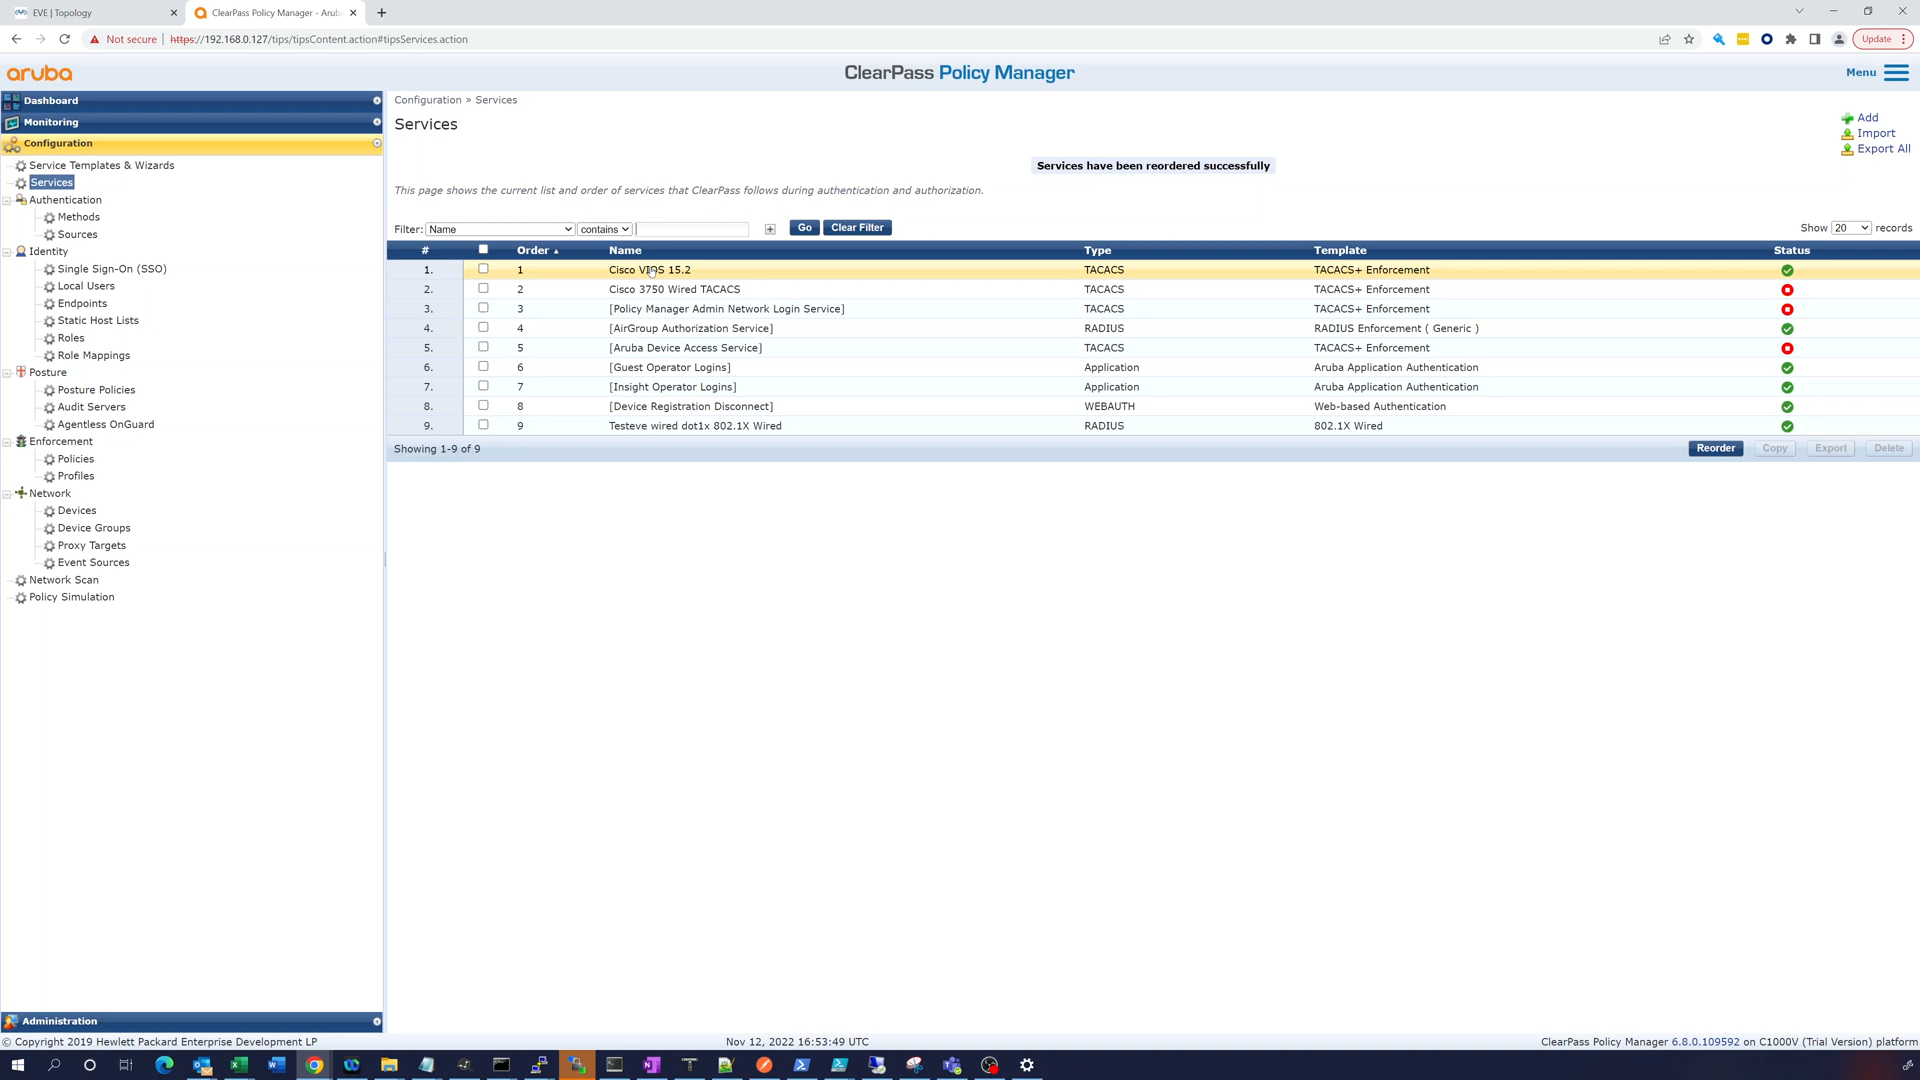 EVE | Topology
ClearPass Policy Manager - Arub
Not secure | https://192.168.0.127/tips/tipsContent.action#tipsServices.action
Update
aruba
ClearPass Policy Manager
Menu
Dashboard
Monitoring
Configuration
Service Templates & Wizards
Services
Authentication
Methods
Sources
Identity
Single Sign-On (SSO)
Local Users
Endpoints
Static Host Lists
Roles
Role Mappings
Posture
Posture Policies
Audit Servers
Agentless OnGuard
Enforcement
Policies
Profiles
Network
Devices
Device Groups
Proxy Targets
Event Sources
Network Scan
Policy Simulation
Administration
Configuration » Services
Services
Add
Import
Export All
Services have been reordered successfully
This page shows the current list and order of services that ClearPass follows during authentication and authorization.
Filter: Name contains Go Clear Filter Show 20 records
# Order Name Type Template Status
1. 1 Cisco VIOS 15.2 TACACS TACACS+ Enforcement
2. 2 Cisco 3750 Wired TACACS TACACS TACACS+ Enforcement
3. 3 [Policy Manager Admin Network Login Service] TACACS TACACS+ Enforcement
4. 4 [AirGroup Authorization Service] RADIUS RADIUS Enforcement ( Generic )
5. 5 [Aruba Device Access Service] TACACS TACACS+ Enforcement
6. 6 [Guest Operator Logins] Application Aruba Application Authentication
7. 7 [Insight Operator Logins] Application Aruba Application Authentication
8. 8 [Device Registration Disconnect] WEBAUTH Web-based Authentication
9. 9 Testeve wired dot1x 802.1X Wired RADIUS 802.1X Wired
Showing 1-9 of 9 Reorder Copy Export Delete
© Copyright 2019 Hewlett Packard Enterprise Development LP Nov 12, 2022 16:53:49 UTC ClearPass Policy Manager 6.8.0.109592 on C1000V (Trial Version) platform